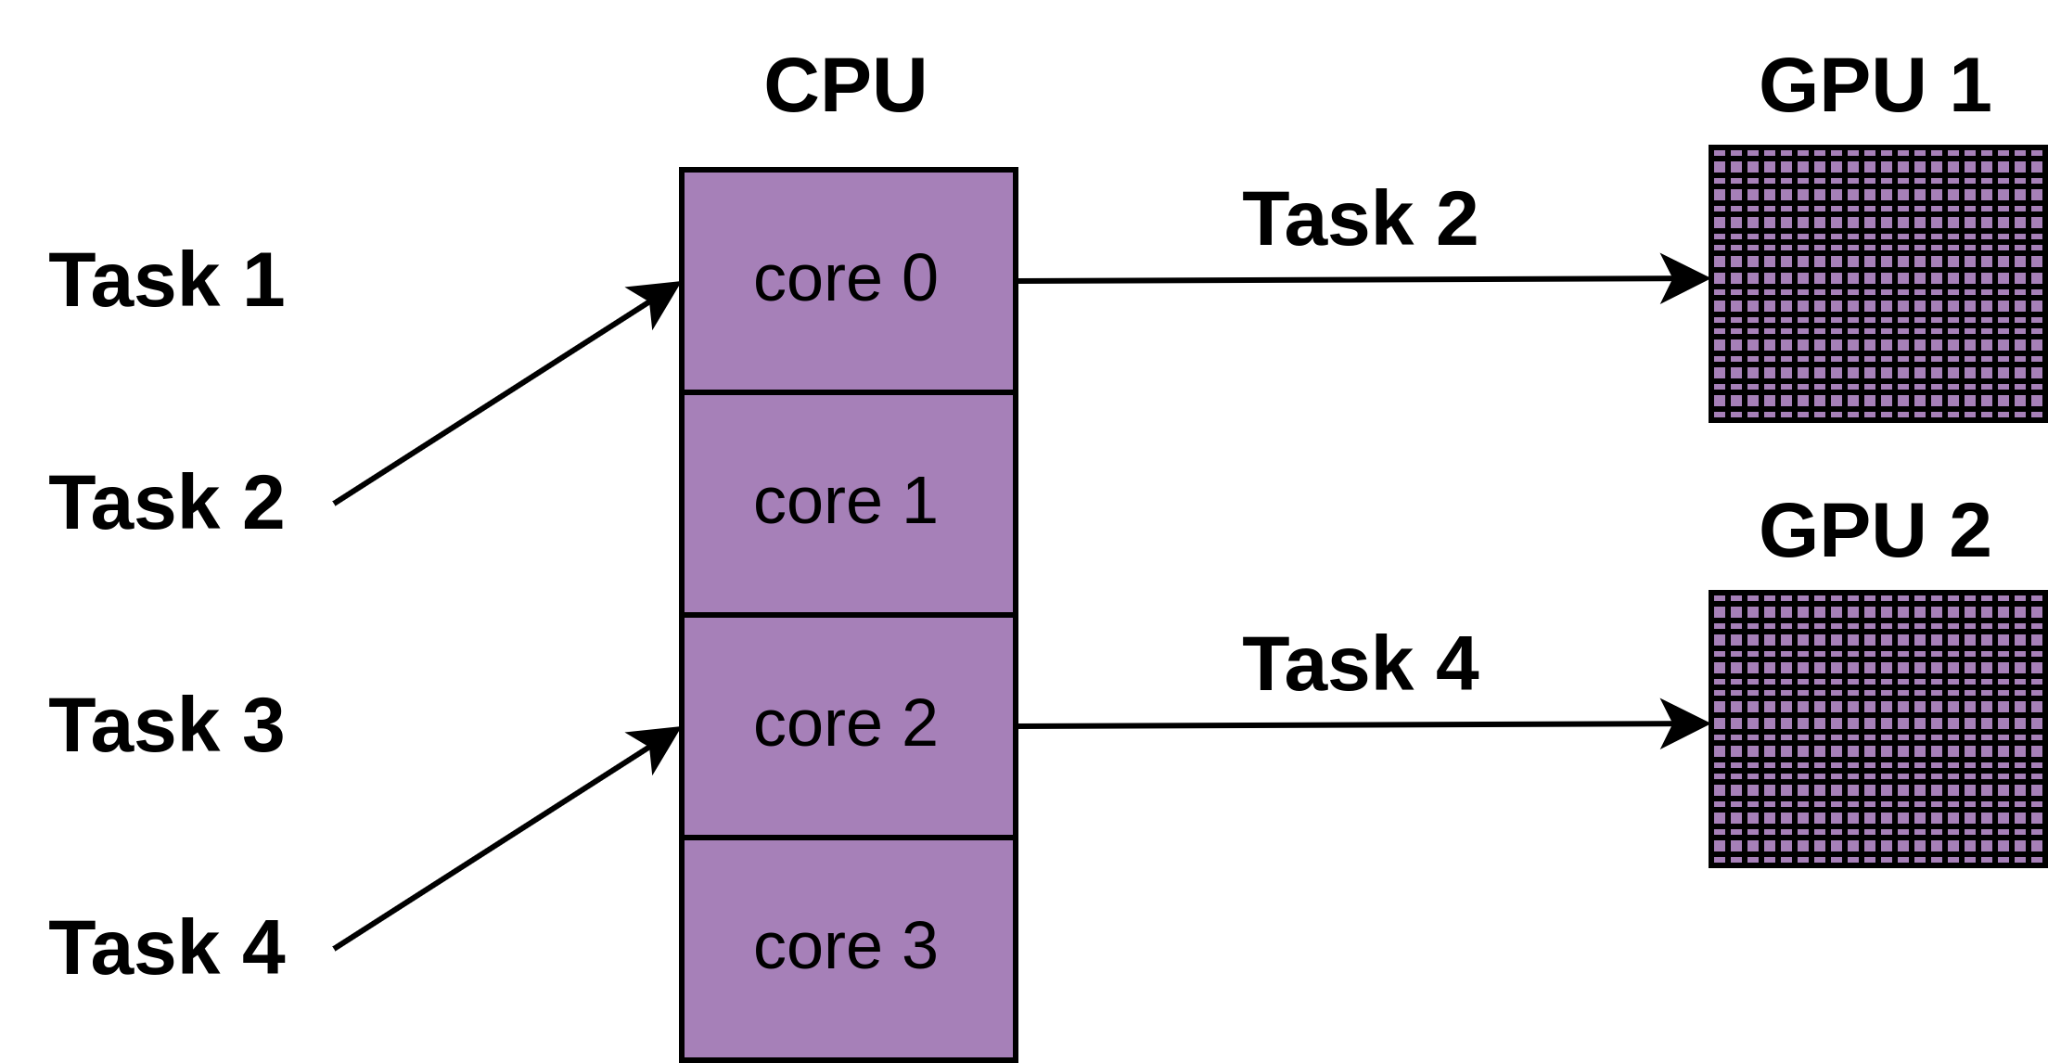 CPU
GPU 1
Task 1
Task 2
Task 3
Task 4
core 0
core 1
core 2
core 3
Task 2
Task 4
GPU 2